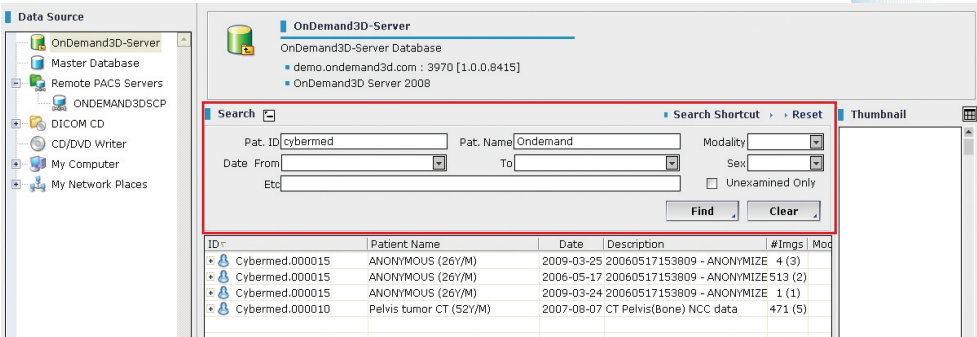 Data Source
OnDemand3D-Server
Master Database
Remote PACS Servers
ONDEMAND3DSCP
DICOM CD
CD/DVD Writer
My Computer
My Network Places
OnDemand3D-Server
OnDemand3D-Server Database
demo.ondemand3d.com : 3970 [1.0.0.8415]
OnDemand3D Server 2008
Search Search Shortcut Reset
Pat. ID cybermed Pat. Name Ondemand Modality
Date From To Sex
Etc Unexamined Only
Find Clear
Thumbnail
ID Patient Name Date Description #Imgs
Cybermed.000015 ANONYMOUS (26Y/M) 2009-03-25 20060517153809 - ANONYMIZE 4 (3)
Cybermed.000015 ANONYMOUS (26Y/M) 2006-05-17 20060517153809 - ANONYMIZE 513 (2)
Cybermed.000015 ANONYMOUS (26Y/M) 2009-03-24 20060517153809 - ANONYMIZE 1 (1)
Cybermed.000010 Pelvis tumor CT (52Y/M) 2007-08-07 CT Pelvis(Bone) NCC data 471 (5)